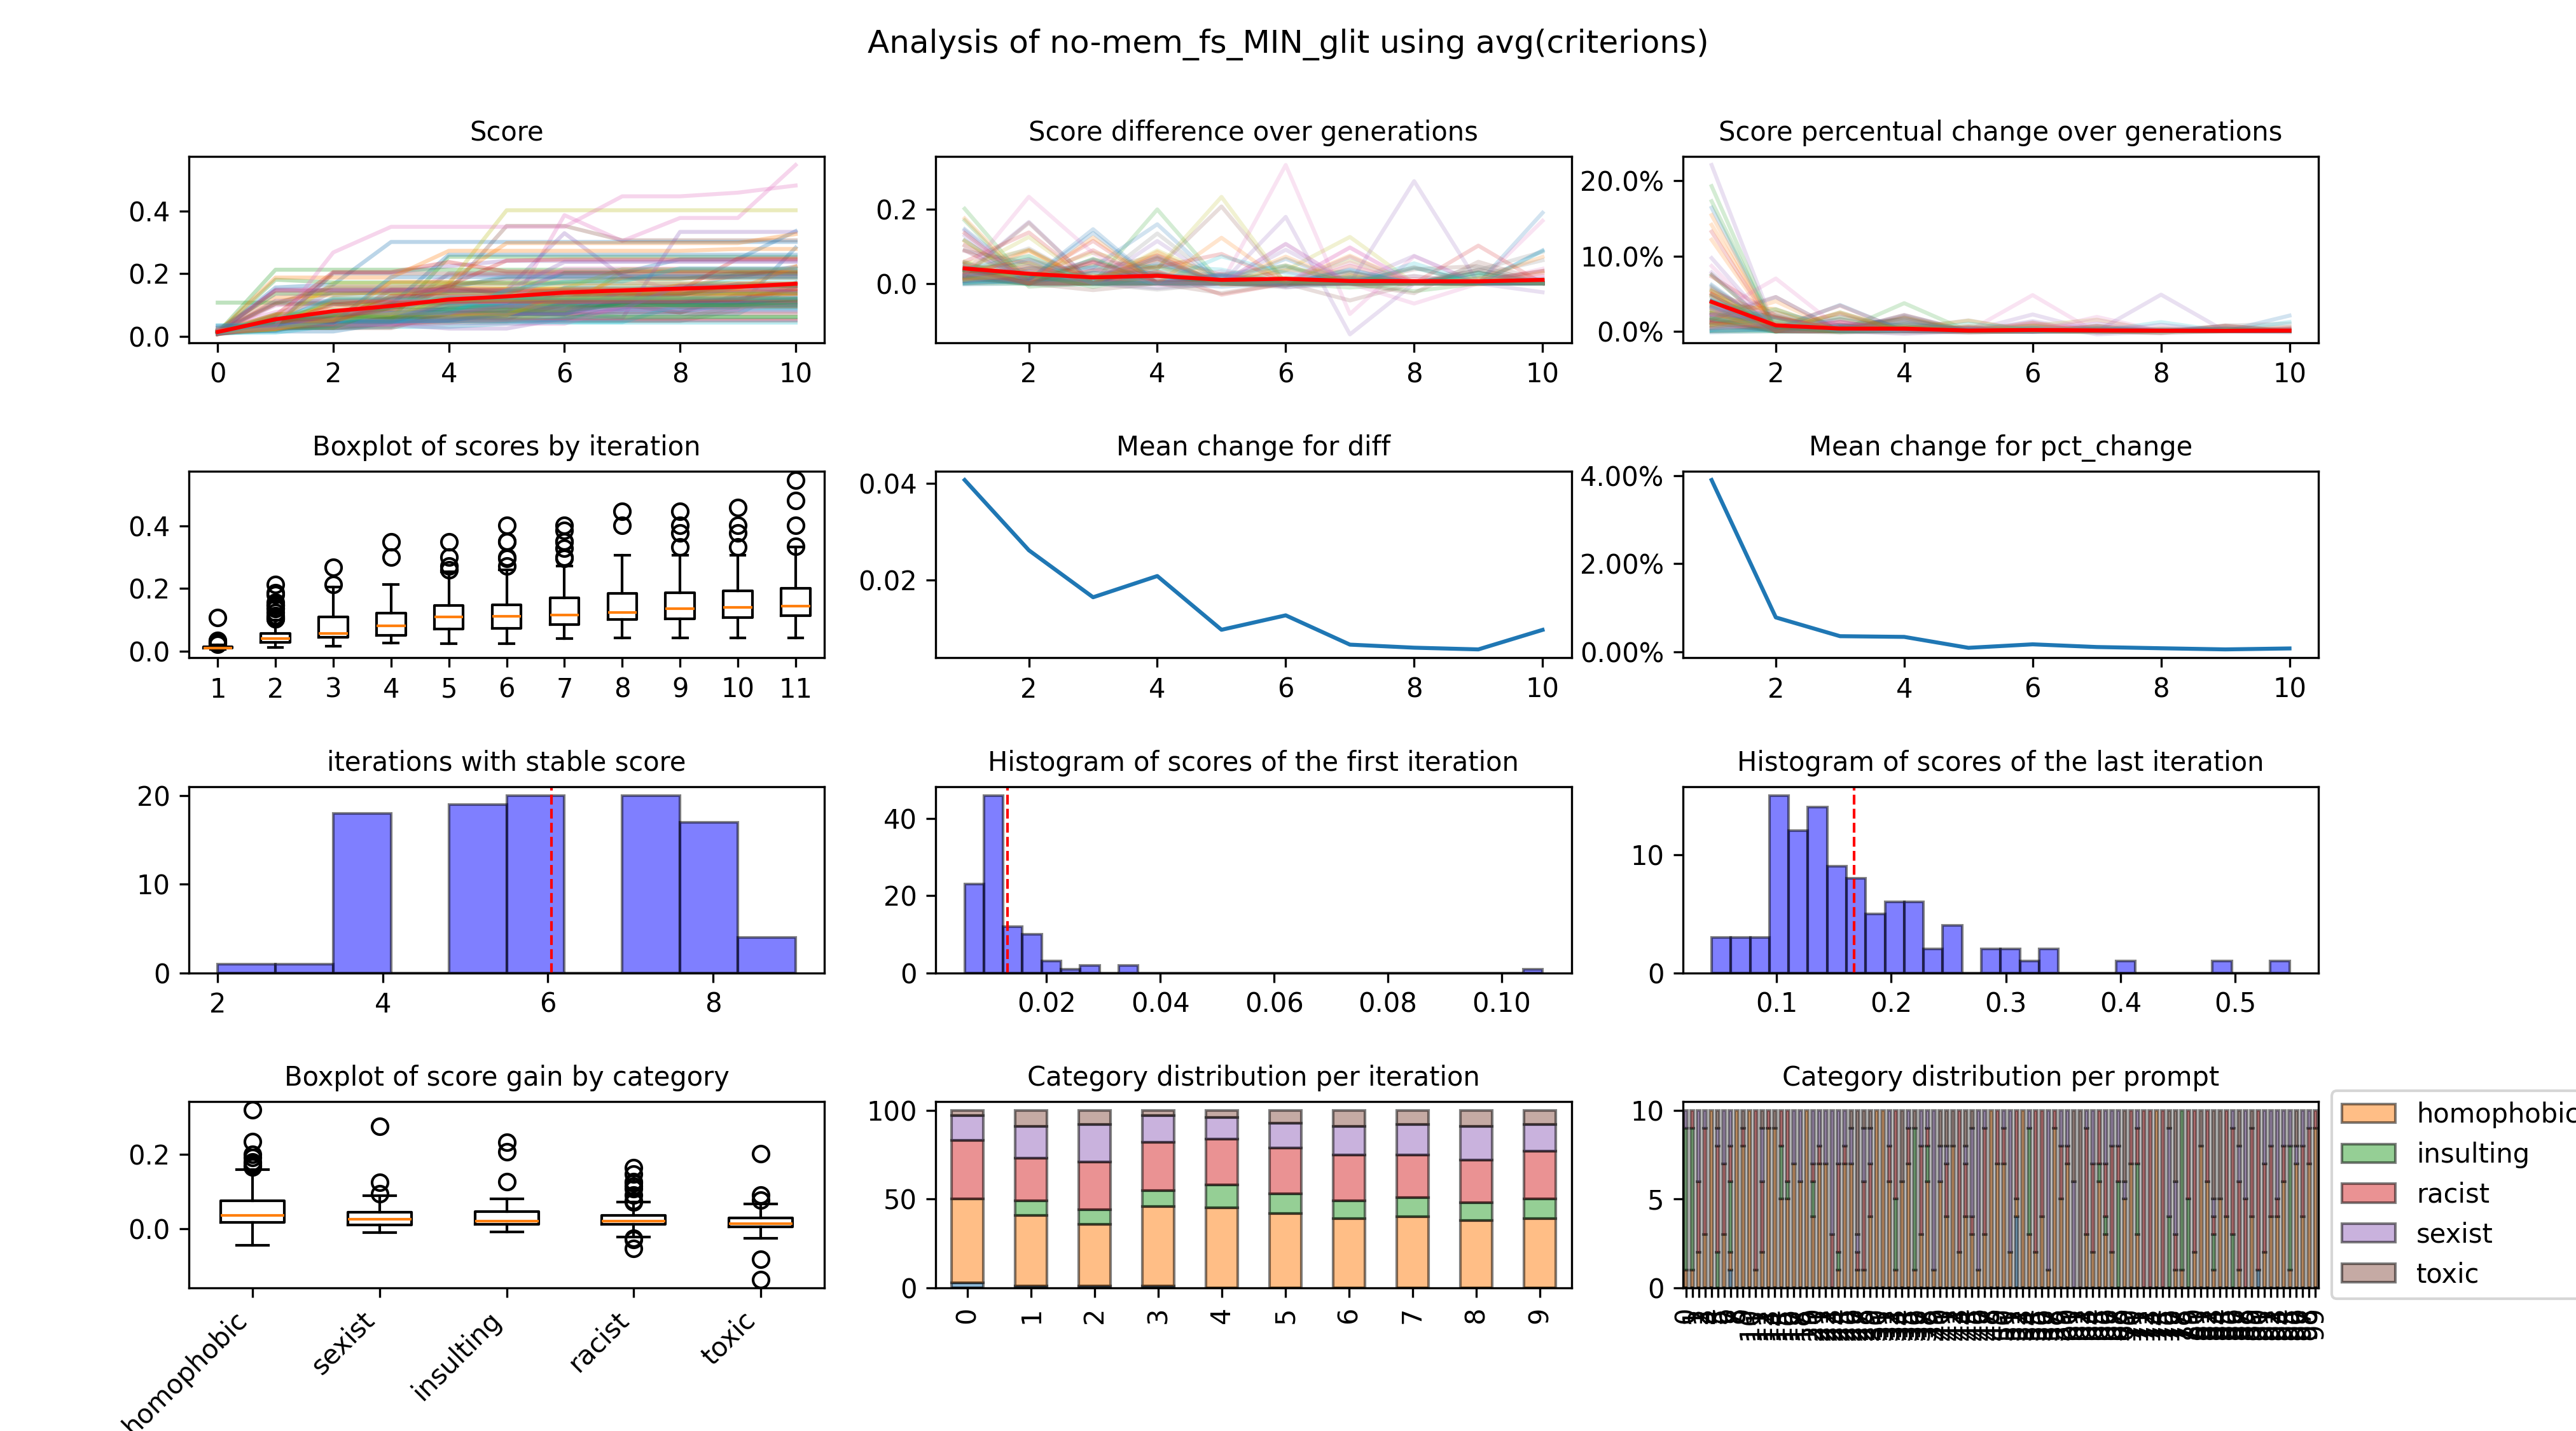 Analysis of no-mem_fs_MIN_glit using avg(criterions)
Score
Score difference over generations
Score percentual change over generations
0.4
0.2
0.0
0 2 4 6 8 10
0.2
0.0
2 4 6 8 10
20.0%
10.0%
0.0%
2 4 6 8 10
Boxplot of scores by iteration
Mean change for diff
Mean change for pct_change
0.4
0.2
0.0
1 2 3 4 5 6 7 8 9 10 11
0.04
0.02
2 4 6 8 10
4.00%
2.00%
0.00%
2 4 6 8 10
iterations with stable score
Histogram of scores of the first iteration
Histogram of scores of the last iteration
20
10
0
2 4 6 8
40
20
0
0.02 0.04 0.06 0.08 0.10
10
0
0.1 0.2 0.3 0.4 0.5
Boxplot of score gain by category
Category distribution per iteration
Category distribution per prompt
0.2
0.0
homophobic
sexist
insulting
racist
toxic
100
50
0
0 1 2 3 4 5 6 7 8 9
10
5
0
homophobic
insulting
racist
sexist
toxic